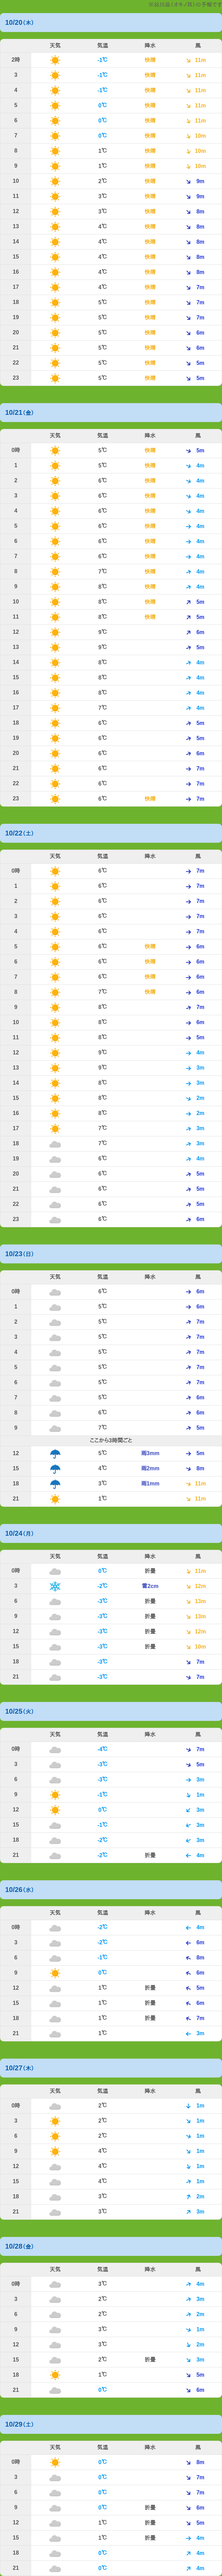 10/20(木)
天気 気温 降水 風
2時 -1℃ 快晴 11m
3 -1℃ 快晴 11m
4 -1℃ 快晴 11m
5 0℃ 快晴 11m
6 0℃ 快晴 11m
7 0℃ 快晴 10m
8 1℃ 快晴 10m
9 1℃ 快晴 10m
10 2℃ 快晴 9m
11 3℃ 快晴 9m
12 3℃ 快晴 8m
13 4℃ 快晴 8m
14 4℃ 快晴 8m
15 4℃ 快晴 8m
16 4℃ 快晴 8m
17 4℃ 快晴 7m
18 5℃ 快晴 7m
19 5℃ 快晴 7m
20 5℃ 快晴 6m
21 5℃ 快晴 6m
22 5℃ 快晴 5m
23 5℃ 快晴 5m
10/21(金)
天気 気温 降水 風
0時 5℃ 快晴 5m
1 5℃ 快晴 4m
2 6℃ 快晴 4m
3 6℃ 快晴 4m
4 6℃ 快晴 4m
5 6℃ 快晴 4m
6 6℃ 快晴 4m
7 6℃ 快晴 4m
8 7℃ 快晴 4m
9 8℃ 快晴 4m
10 8℃ 快晴 5m
11 8℃ 快晴 5m
12 9℃ 6m
13 9℃ 5m
14 8℃ 4m
15 8℃ 4m
16 8℃ 4m
17 7℃ 4m
18 6℃ 5m
19 6℃ 5m
20 6℃ 6m
21 6℃ 7m
22 6℃ 7m
23 6℃ 快晴 7m
10/22(土)
天気 気温 降水 風
0時 6℃ 7m
1 6℃ 7m
2 6℃ 7m
3 6℃ 7m
4 6℃ 7m
5 6℃ 快晴 6m
6 6℃ 快晴 6m
7 6℃ 快晴 6m
8 7℃ 快晴 6m
9 8℃ 7m
10 8℃ 6m
11 8℃ 5m
12 9℃ 4m
13 9℃ 3m
14 8℃ 3m
15 8℃ 2m
16 8℃ 2m
17 7℃ 3m
18 7℃ 3m
19 6℃ 4m
20 6℃ 5m
21 6℃ 5m
22 6℃ 5m
23 6℃ 6m
10/23(日)
天気 気温 降水 風
0時 6℃ 6m
1 5℃ 6m
2 5℃ 7m
3 5℃ 7m
4 5℃ 7m
5 5℃ 7m
6 5℃ 7m
7 5℃ 6m
8 6℃ 6m
9 7℃ 5m
ここから3時間ごと
12 5℃ 雨3mm 5m
15 4℃ 雨2mm 8m
18 3℃ 雨1mm 11m
21 1℃ 11m
10/24(月)
天気 気温 降水 風
0時 0℃ 折曇 11m
3 -2℃ 雪2cm 12m
6 -3℃ 折曇 13m
9 -3℃ 折曇 13m
12 -3℃ 折曇 12m
15 -3℃ 折曇 10m
18 -3℃ 7m
21 -3℃ 7m
10/25(火)
天気 気温 降水 風
0時 -4℃ 7m
3 -3℃ 5m
6 -3℃ 3m
9 -1℃ 1m
12 0℃ 3m
15 -1℃ 3m
18 -2℃ 3m
21 -2℃ 折曇 4m
10/26(水)
天気 気温 降水 風
0時 -2℃ 4m
3 -2℃ 6m
6 -1℃ 8m
9 0℃ 6m
12 1℃ 折曇 5m
15 1℃ 折曇 6m
18 1℃ 折曇 7m
21 1℃ 3m
10/27(木)
天気 気温 降水 風
0時 2℃ 1m
3 2℃ 1m
6 2℃ 1m
9 4℃ 1m
12 4℃ 1m
15 4℃ 1m
18 3℃ 2m
21 3℃ 3m
10/28(金)
天気 気温 降水 風
0時 3℃ 4m
3 2℃ 3m
6 2℃ 2m
9 3℃ 1m
12 3℃ 2m
15 2℃ 折曇 3m
18 1℃ 5m
21 0℃ 6m
10/29(土)
天気 気温 降水 風
0時 0℃ 8m
3 0℃ 7m
6 0℃ 7m
9 0℃ 折曇 6m
12 1℃ 折曇 5m
15 1℃ 折曇 4m
18 0℃ 4m
21 0℃ 4m